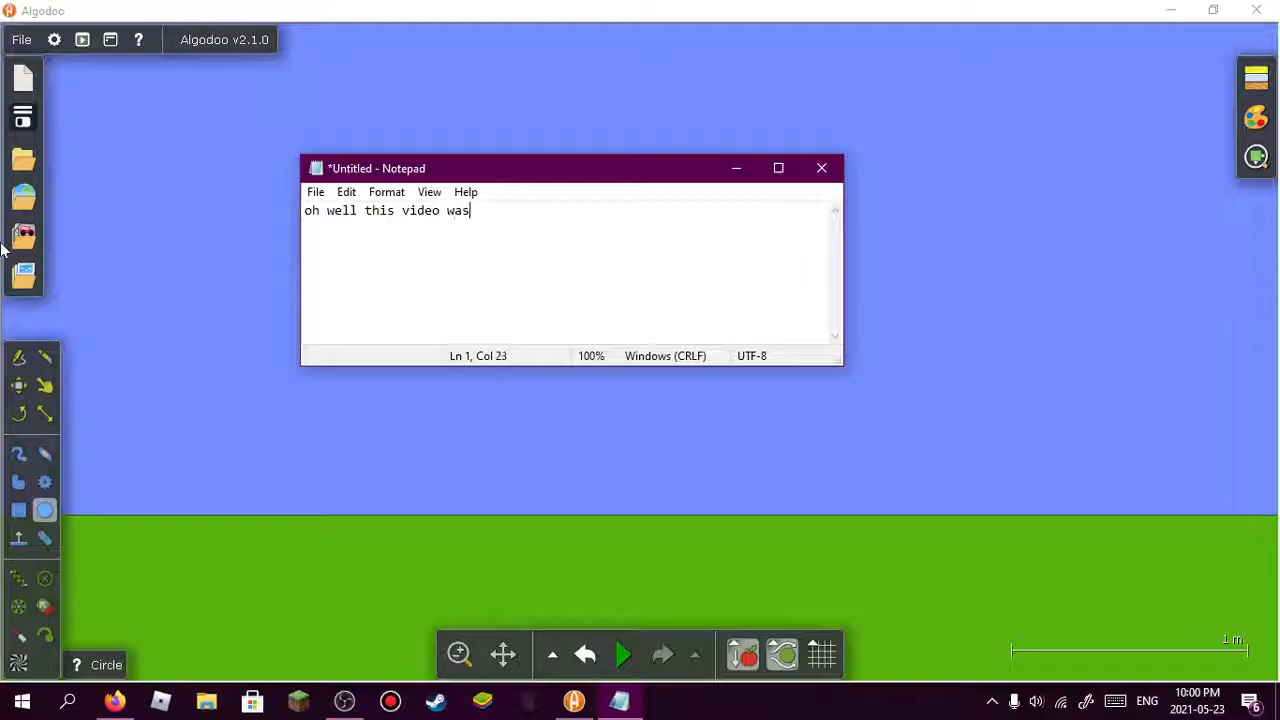 Algodoo
File ? Algodoo v2.1.0
*Untitled - Notepad
File Edit Format View Help
oh well this video was
Ln 1, Col 23 100% Windows (CRLF) UTF-8
1 m
? Circle
ENG
10:00 PM
2021-05-23
6